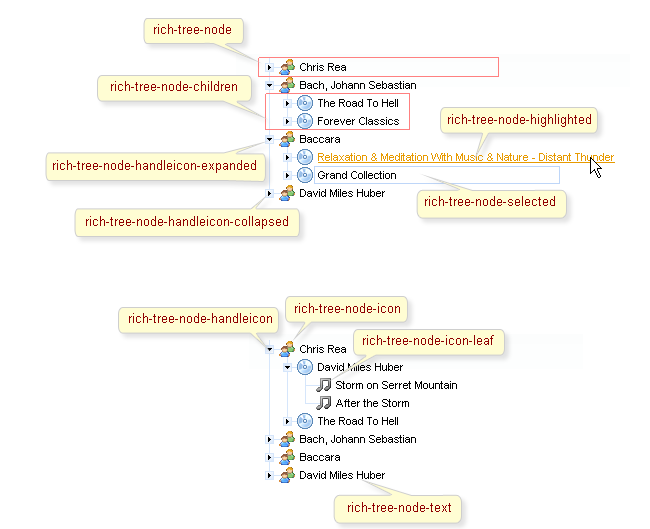 rich-tree-node
Chris Rea
rich-tree-node-children
Bach, Johann Sebastian
The Road To Hell
Forever Classics
rich-tree-node-highlighted
Baccara
rich-tree-node-handleicon-expanded
Relaxation & Meditation With Music & Nature - Distant Thunder
Grand Collection
David Miles Huber
rich-tree-node-selected
rich-tree-node-handleicon-collapsed
rich-tree-node-icon
rich-tree-node-handleicon
rich-tree-node-icon-leaf
Chris Rea
David Miles Huber
Storm on Serret Mountain
After the Storm
The Road To Hell
Bach, Johann Sebastian
Baccara
David Miles Huber
rich-tree-node-text